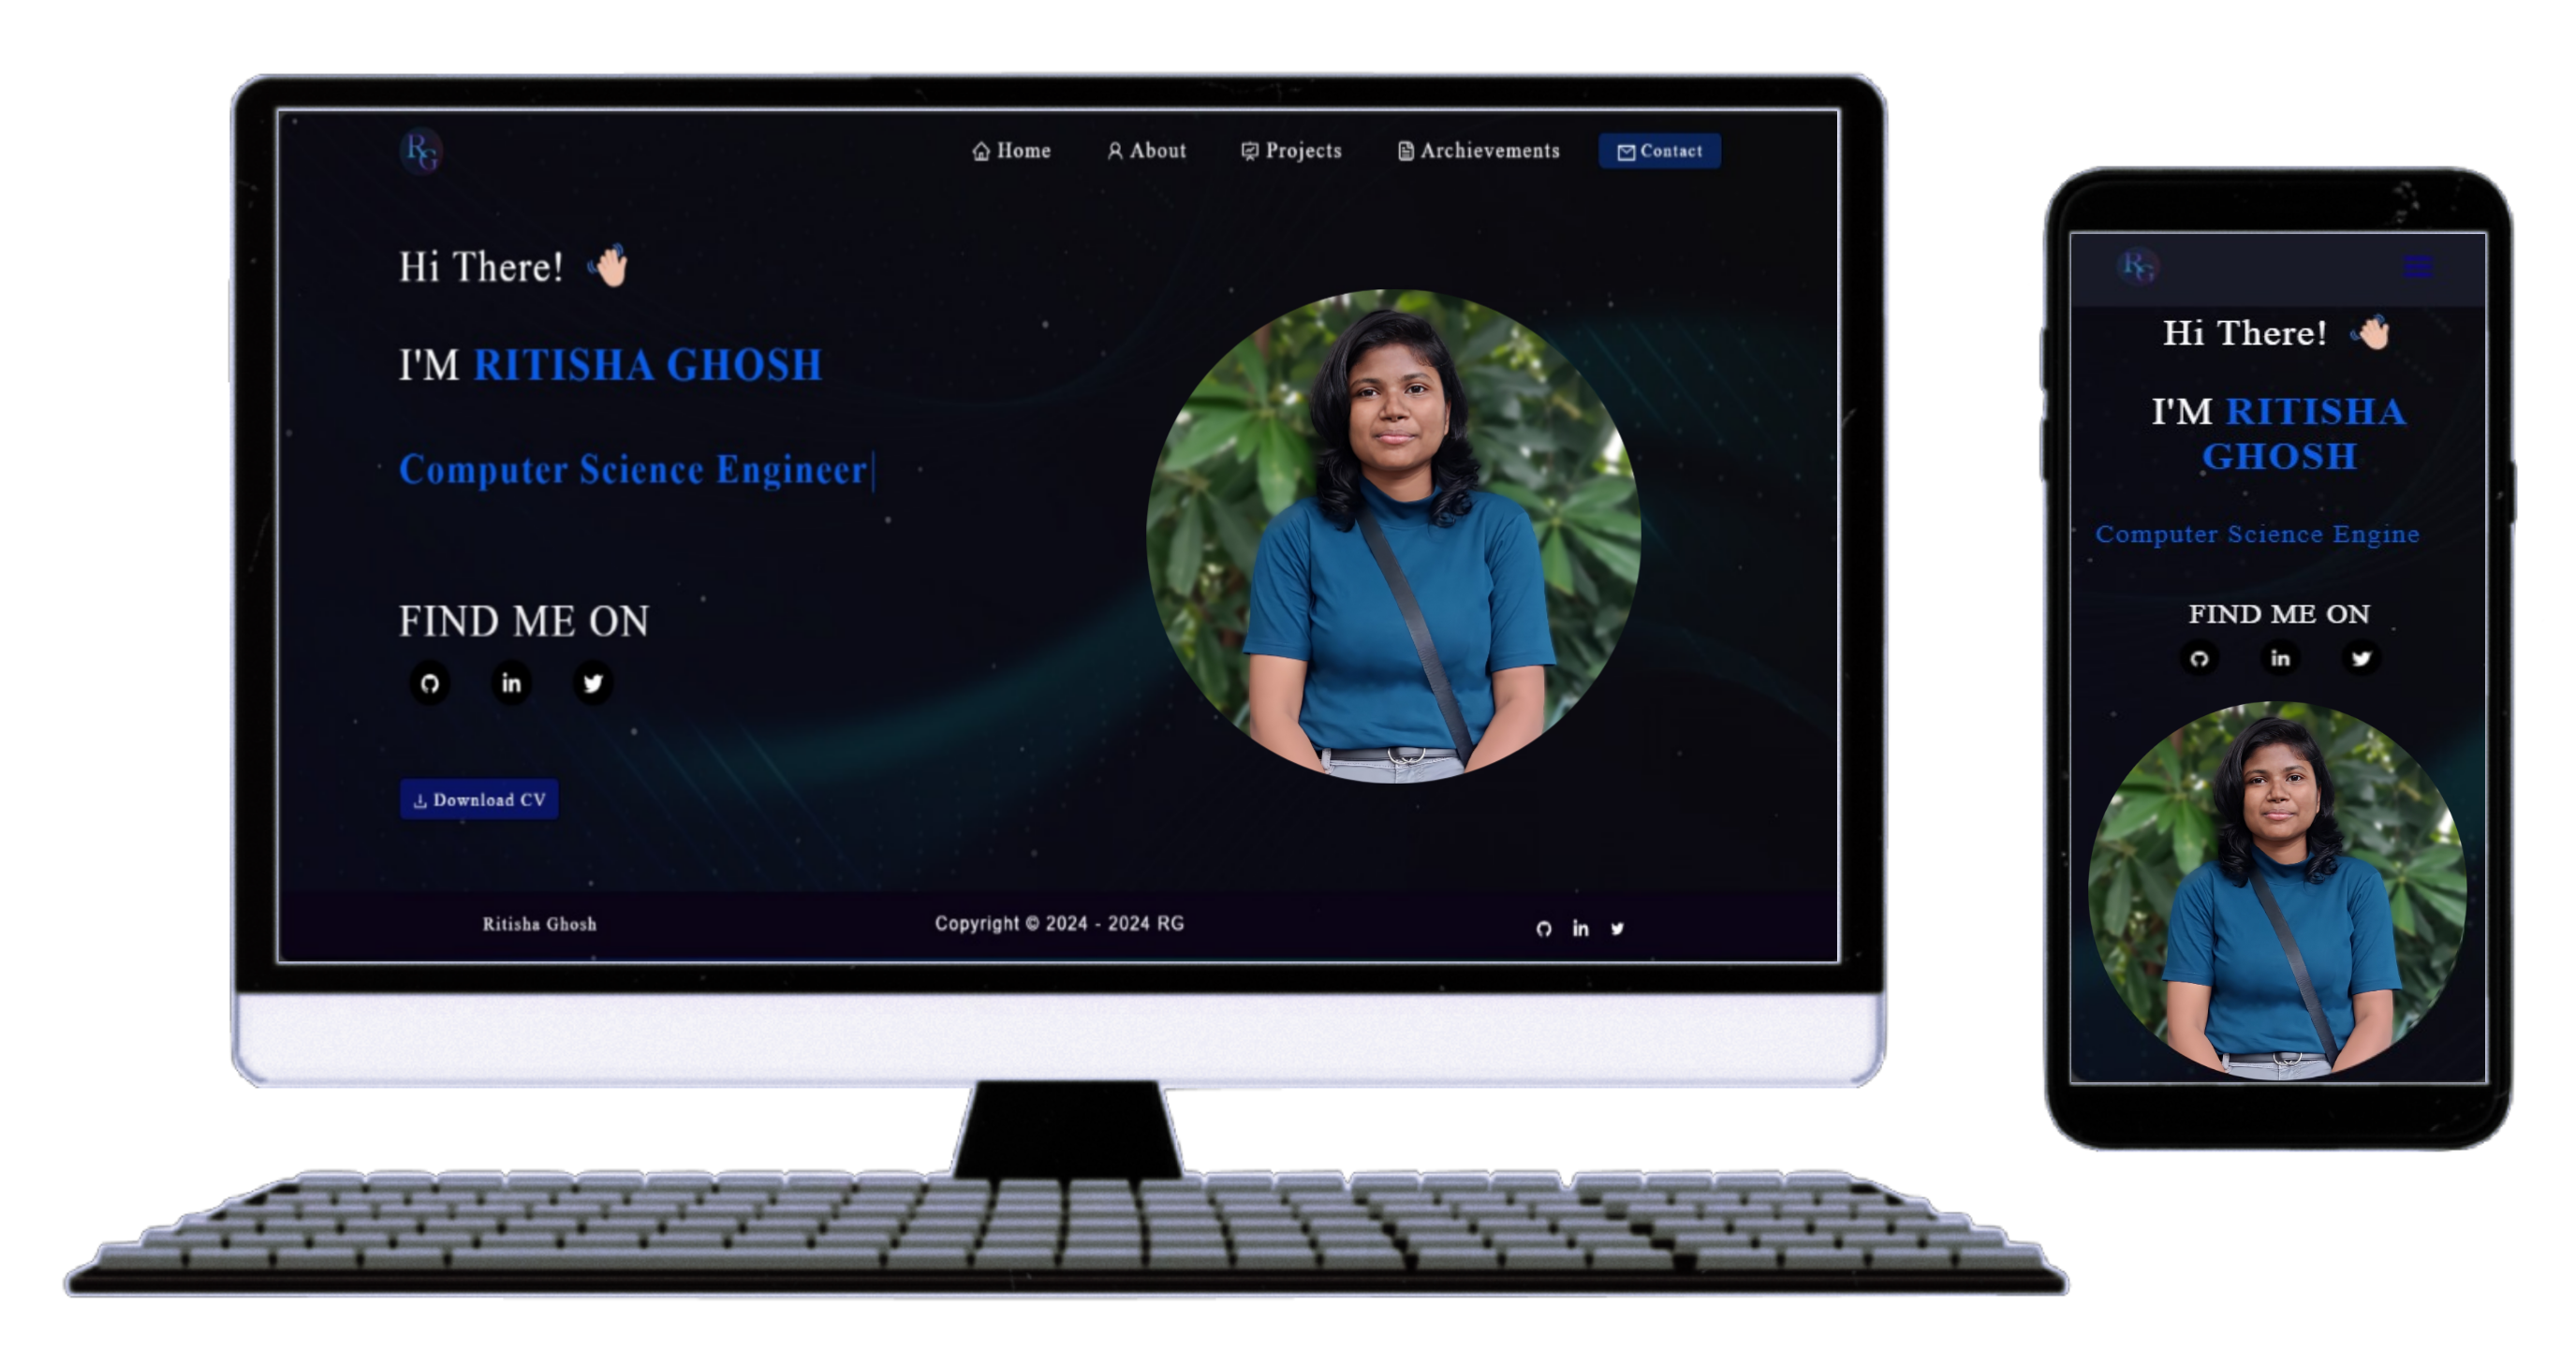 RG
Home About Projects Archievements Contact
Hi There!
I'M RITISHA GHOSH
Computer Science Engineer
FIND ME ON
in
Download CV
Ritisha Ghosh Copyright © 2024 - 2024 RG in
RG
Hi There!
I'M RITISHA
GHOSH
Computer Science Engine
FIND ME ON
in